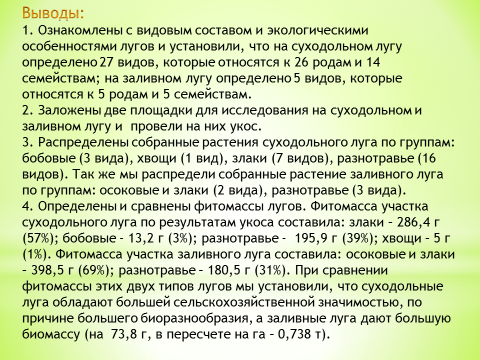 Выводы:
1. Ознакомлены с видовым составом и экологическими
особенностями лугов и установили, что на суходольном лугу
определено 27 видов, которые относятся к 26 родам и 14
семействам; на заливном лугу определено 5 видов, которые
относятся к 5 родам и 5 семействам.
2. Заложены две площадки для исследования на суходольном и
заливном лугу и провели на них укос.
3. Распределены собранные растения суходольного луга по группам:
бобовые (3 вида), хвощи (1 вид), злаки (7 видов), разнотравье (16
видов). Так же мы распредели собранные растение заливного луга
по группам: осоковые и злаки (2 вида), разнотравье (3 вида).
4. Определены и сравнены фитомассы лугов. Фитомасса участка
суходольного луга по результатам укоса составила: злаки – 286,4 г
(57%); бобовые - 13,2 г (3%); разнотравье - 195,9 г (39%); хвощи – 5 г
(1%). Фитомасса участка заливного луга составила: осоковые и злаки
– 398,5 г (69%); разнотравье – 180,5 г (31%). При сравнении
фитомассы этих двух типов лугов мы установили, что суходольные
луга обладают большей сельскохозяйственной значимостью, по
причине большего биоразнообразия, а заливные луга дают большую
биомассу (на 73,8 г, в пересчете на га – 0,738 т).